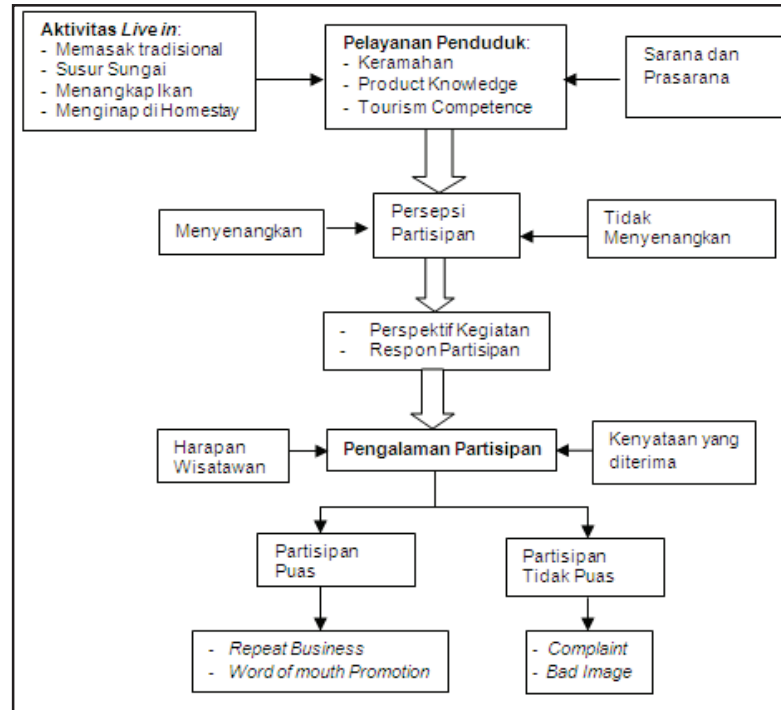 Aktivitas Live in:
- Memasak tradisional
- Susur Sungai
- Menangkap Ikan
- Menginap di Homestay
Pelayanan Penduduk:
- Keramahan
- Product Knowledge
- Tourism Competence
Sarana dan
Prasarana
Menyenangkan
Persepsi
Partisipan
Tidak
Menyenangkan
- Perspektif Kegiatan
- Respon Partisipan
Harapan
Wisatawan
Pengalaman Partisipan
Kenyataan yang
diterima
Partisipan
Puas
Partisipan
Tidak Puas
- Repeat Business
- Word of mouth Promotion
- Complaint
- Bad Image